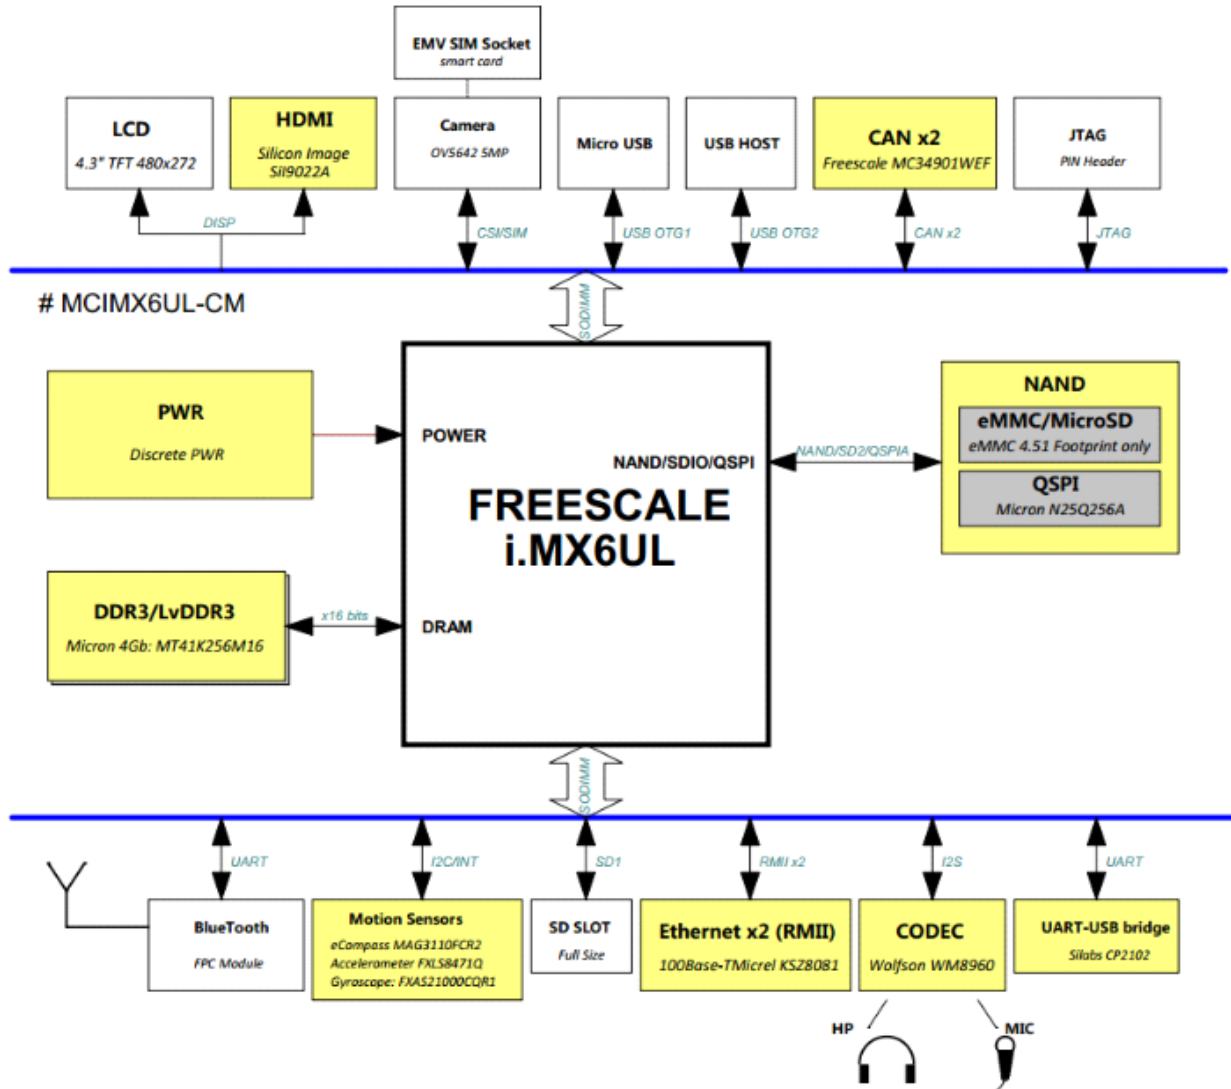 EMV SIM Socket
smart card
LCD
4.3" TFT 480x272
HDMI
Silicon Image
SiI9022A
Camera
OV5642 5MP
Micro USB
USB HOST
CAN x2
Freescale MC34901WEF
JTAG
PIN Header
DISP
CSI/SIM
USB OTG1
USB OTG2
CAN x2
JTAG
# MCIMX6UL-CM
SODIMM
PWR
Discrete PWR
POWER
NAND/SDIO/QSPI
FREESCALE
i.MX6UL
NAND/SD2/QSPIA
NAND
eMMC/MicroSD
eMMC 4.51 Footprint only
QSPI
Micron N25Q256A
DDR3/LvDDR3
Micron 4Gb: MT41K256M16
x16 bits
DRAM
SODIMM
UART
I2C/INT
SD1
RMII x2
I2S
UART
BlueTooth
FPC Module
Motion Sensors
eCompass MAG3110FCR2
Accelerometer FXLS8471Q
Gyroscape: FXAS21000CQR1
SD SLOT
Full Size
Ethernet x2 (RMII)
100Base-TMicrel KSZ8081
CODEC
Wolfson WM8960
UART-USB bridge
Silabs CP2102
HP
MIC